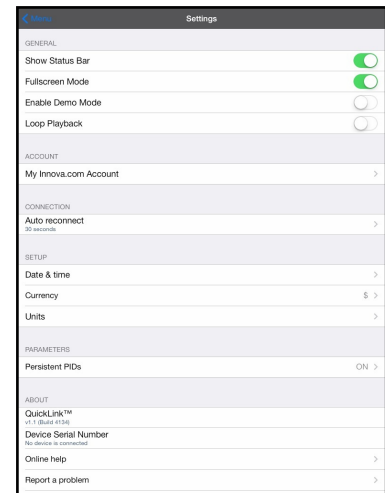 Menu
Settings
GENERAL
Show Status Bar
Fullscreen Mode
Enable Demo Mode
Loop Playback
ACCOUNT
My Innova.com Account
CONNECTION
Auto reconnect
30 seconds
SETUP
Date & time
Currency $
Units
PARAMETERS
Persistent PIDs ON
ABOUT
QuickLink™
v1.1 (Build 4134)
Device Serial Number
No device is connected
Online help
Report a problem